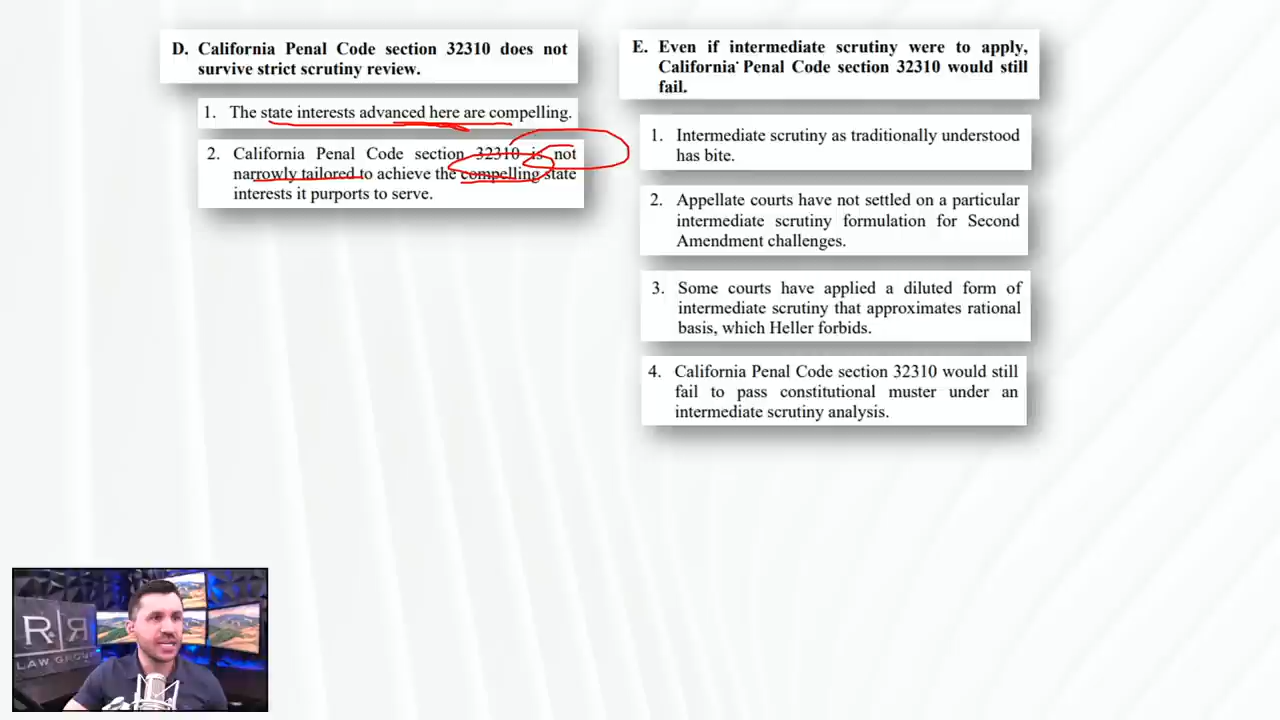 D. California Penal Code section 32310 does not
survive strict scrutiny review.
1. The state interests advanced here are compelling.
2. California Penal Code section 32310 is not
narrowly tailored to achieve the compelling state
interests it purports to serve.
E. Even if intermediate scrutiny were to apply,
California Penal Code section 32310 would still
fail.
1. Intermediate scrutiny as traditionally understood
has bite.
2. Appellate courts have not settled on a particular
intermediate scrutiny formulation for Second
Amendment challenges.
3. Some courts have applied a diluted form of
intermediate scrutiny that approximates rational
basis, which Heller forbids.
4. California Penal Code section 32310 would still
fail to pass constitutional muster under an
intermediate scrutiny analysis.
R|R
LAW GROUP